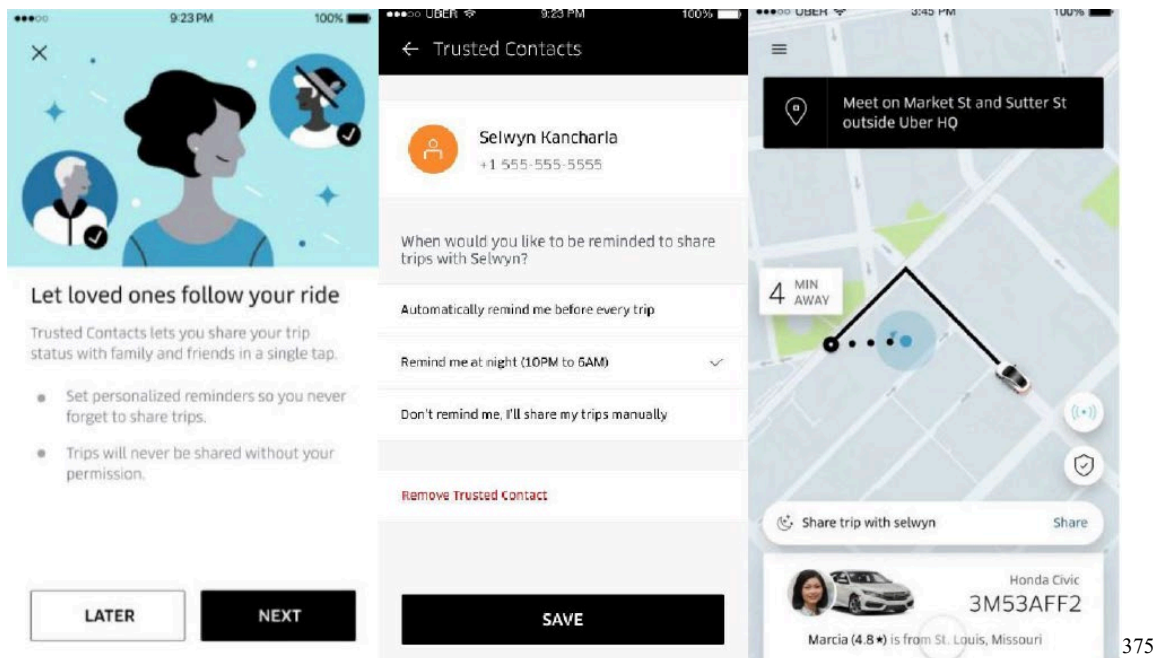 9:23 PM
100%
Let loved ones follow your ride
Trusted Contacts lets you share your trip
status with family and friends in a single tap.
Set personalized reminders so you never
forget to share trips.
Trips will never be shared without your
permission.
LATER
NEXT
UBER
9:23 PM
100%
Trusted Contacts
Selwyn Kancharla
+1 555-555-5555
When would you like to be reminded to share
trips with Selwyn?
Automatically remind me before every trip
Remind me at night (10PM to 6AM)
Don't remind me, I'll share my trips manually
Remove Trusted Contact
SAVE
UBER
3:45 PM
100%
Meet on Market St and Sutter St
outside Uber HQ
4 MIN
AWAY
Share trip with selwyn
Share
Honda Civic
3M53AFF2
Marcia (4.8★) is from St. Louis, Missouri
375